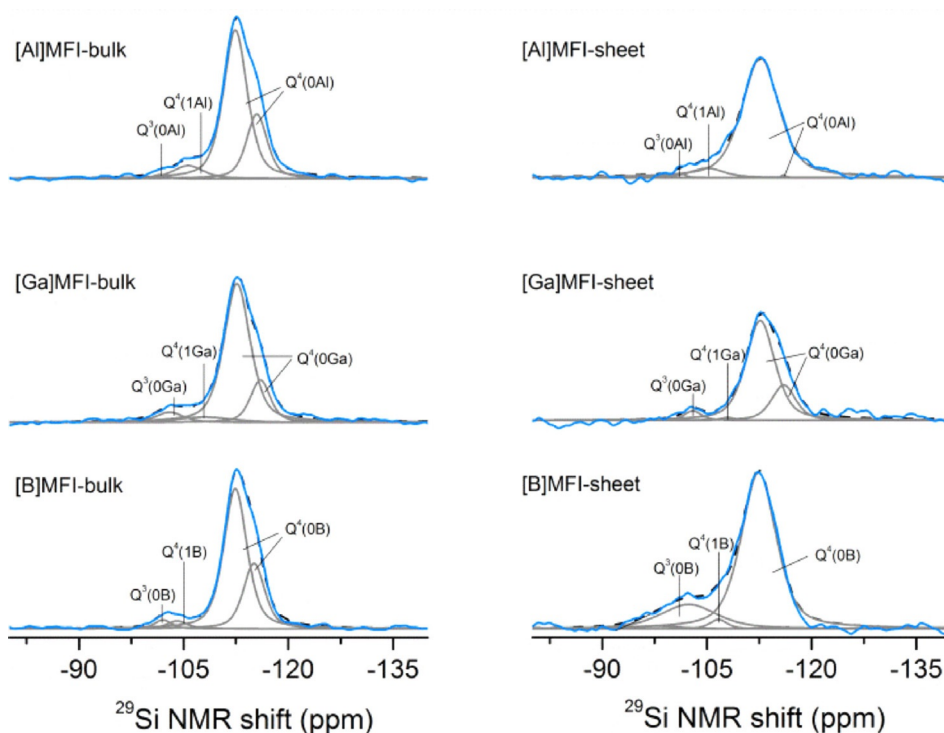 [Al]MFI-bulk
Q⁴(0Al)
Q⁴(1Al)
Q³(0Al)
[Al]MFI-sheet
Q⁴(1Al)
Q⁴(0Al)
Q³(0Al)
[Ga]MFI-bulk
Q⁴(1Ga)
Q⁴(0Ga)
Q³(0Ga)
[Ga]MFI-sheet
Q⁴(1Ga)
Q⁴(0Ga)
Q³(0Ga)
[B]MFI-bulk
Q⁴(0B)
Q⁴(1B)
Q³(0B)
[B]MFI-sheet
Q⁴(1B)
Q³(0B)
Q⁴(0B)
-90 -105 -120 -135
²⁹Si NMR shift (ppm)
-90 -105 -120 -135
²⁹Si NMR shift (ppm)